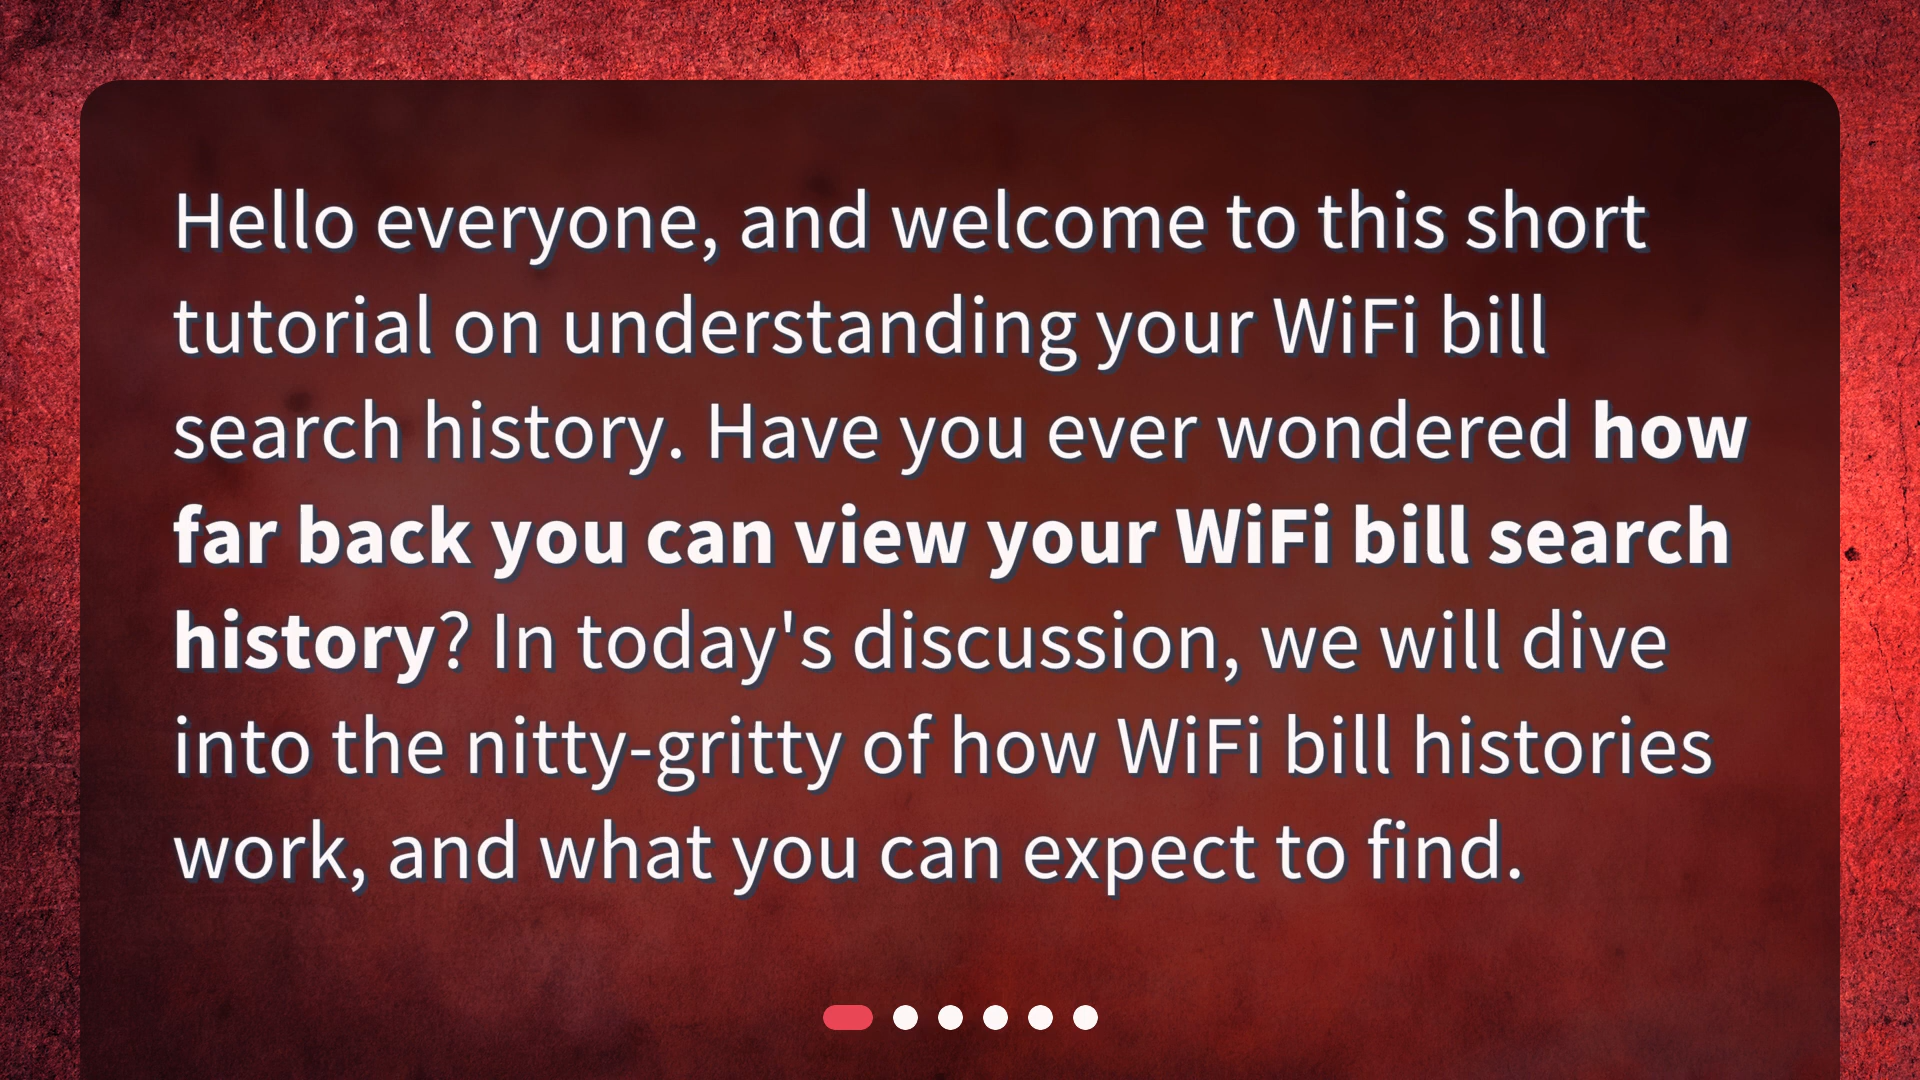 Hello everyone, and welcome to this short
tutorial on understanding your WiFi bill
search history. Have you ever wondered how
far back you can view your WiFi bill search
history? In today's discussion, we will dive
into the nitty-gritty of how WiFi bill histories
work, and what you can expect to find.